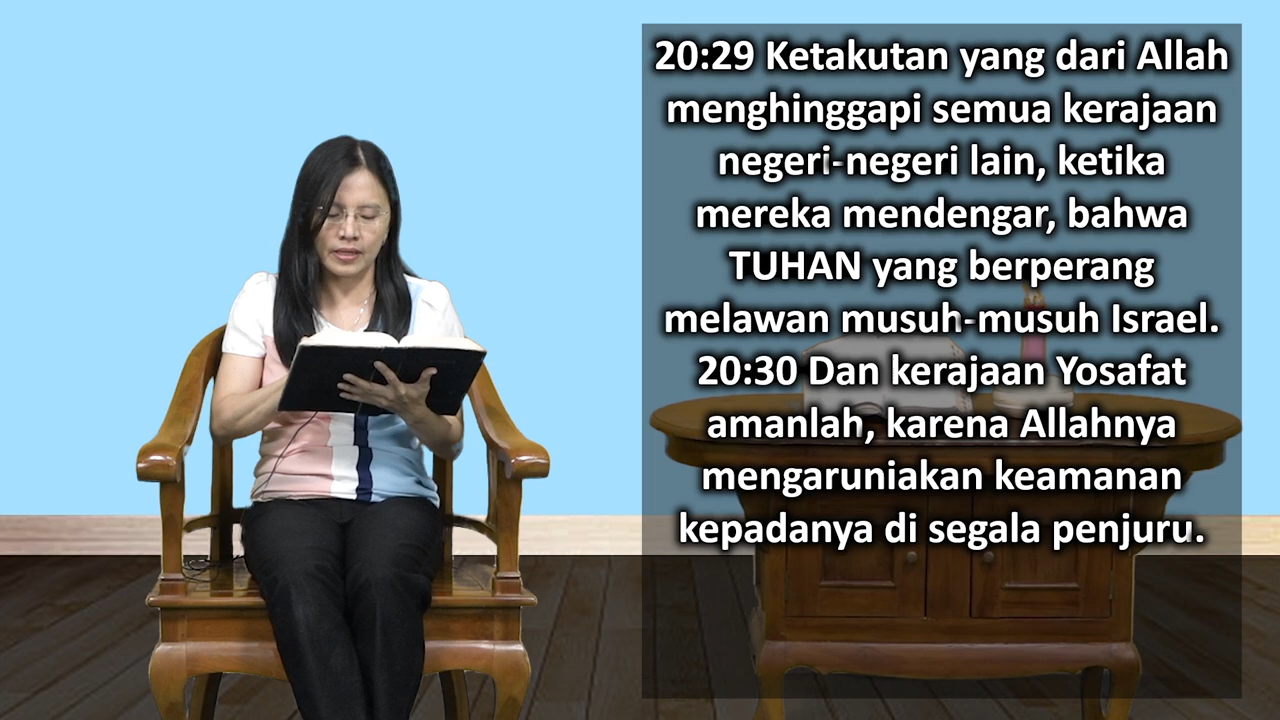 20:29 Ketakutan yang dari Allah
menghinggapi semua kerajaan
negeri-negeri lain, ketika
mereka mendengar, bahwa
TUHAN yang berperang
melawan musuh-musuh Israel.
20:30 Dan kerajaan Yosafat
amanlah, karena Allahnya
mengaruniakan keamanan
kepadanya di segala penjuru.